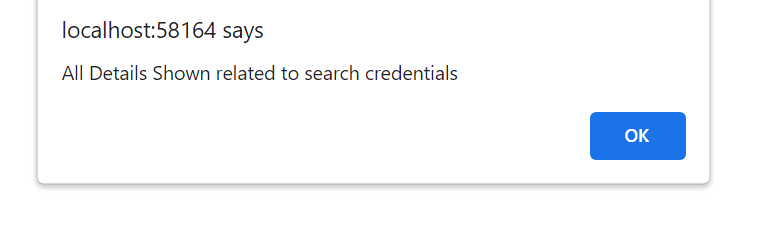 localhost:58164 says
All Details Shown related to search credentials
OK